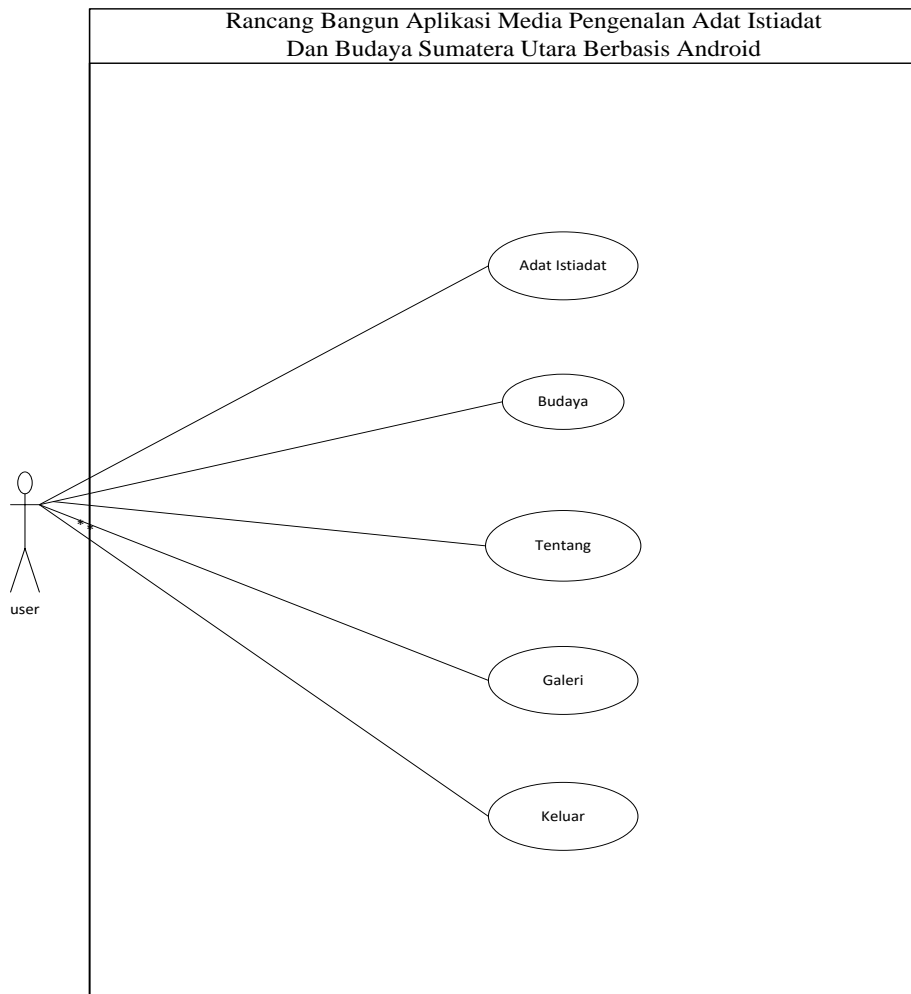 Rancang Bangun Aplikasi Media Pengenalan Adat Istiadat
Dan Budaya Sumatera Utara Berbasis Android
Adat Istiadat
Budaya
* *
Tentang
user
Galeri
Keluar